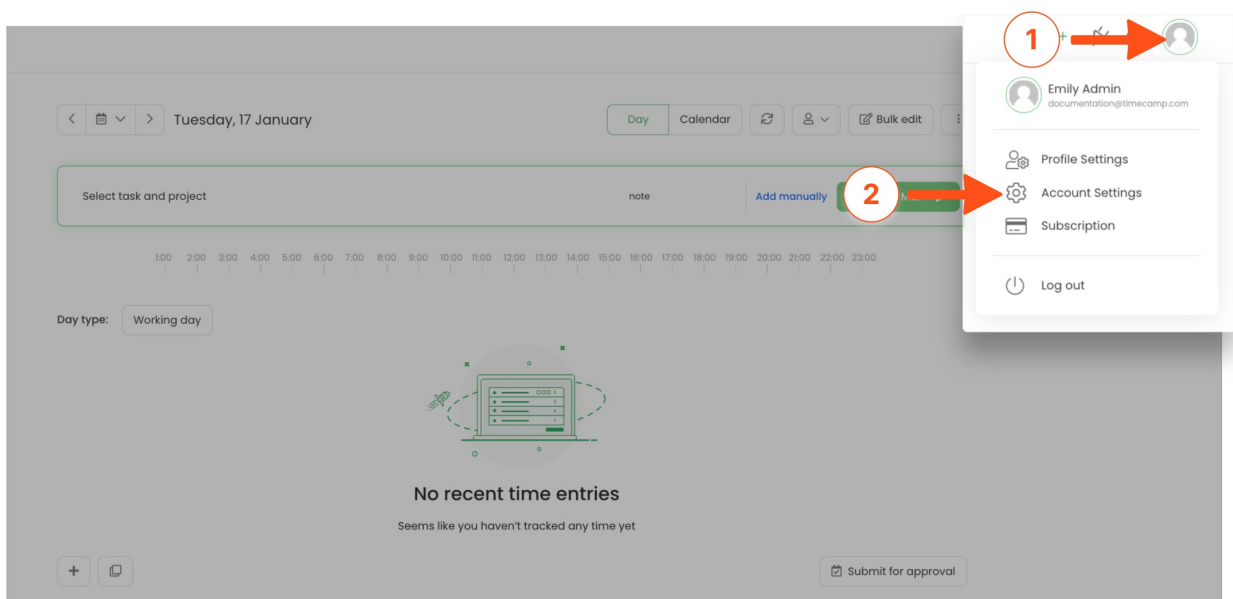 1
Emily Admin
documentation@timecamp.com
Tuesday, 17 January
Day
Calendar
Bulk edit
Profile Settings
Select task and project
note
Add manually
2
Account Settings
Subscription
1:00 2:00 3:00 4:00 5:00 6:00 7:00 8:00 9:00 10:00 11:00 12:00 13:00 14:00 15:00 16:00 17:00 18:00 19:00 20:00 21:00 22:00 23:00
Log out
Day type:
Working day
No recent time entries
Seems like you haven't tracked any time yet
Submit for approval